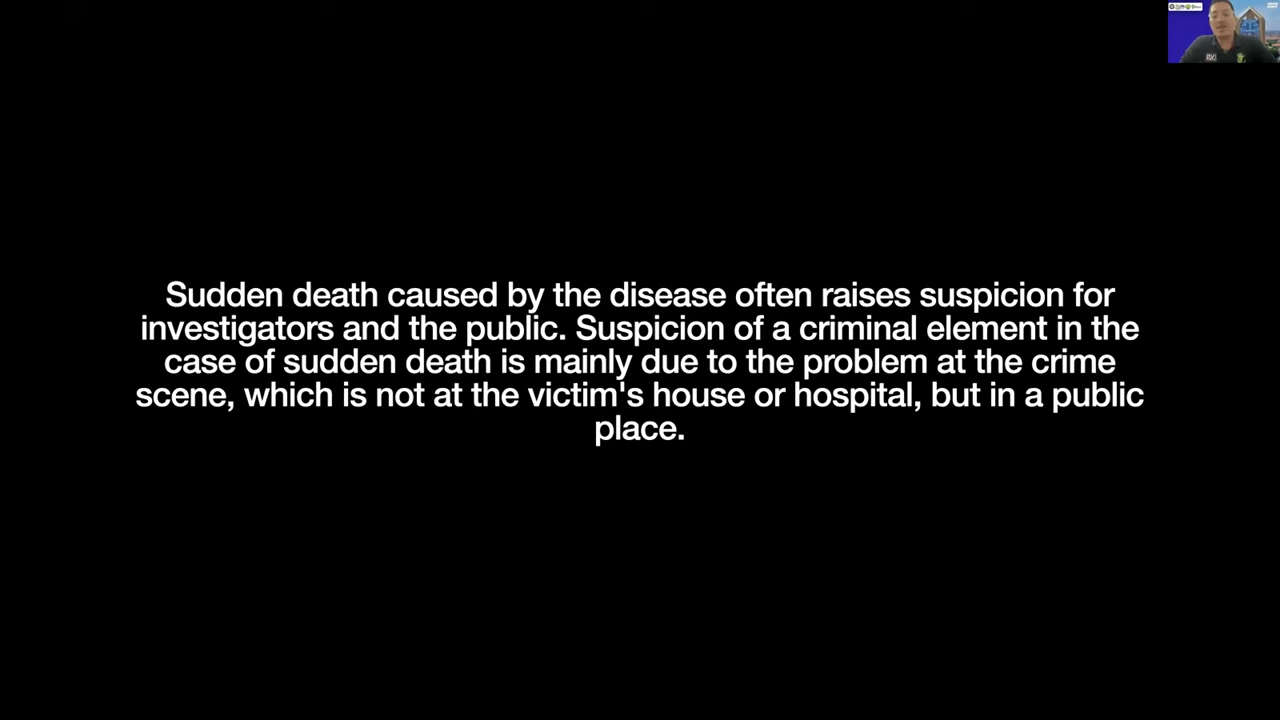 Sudden death caused by the disease often raises suspicion for
investigators and the public. Suspicion of a criminal element in the
case of sudden death is mainly due to the problem at the crime
scene, which is not at the victim's house or hospital, but in a public
place.